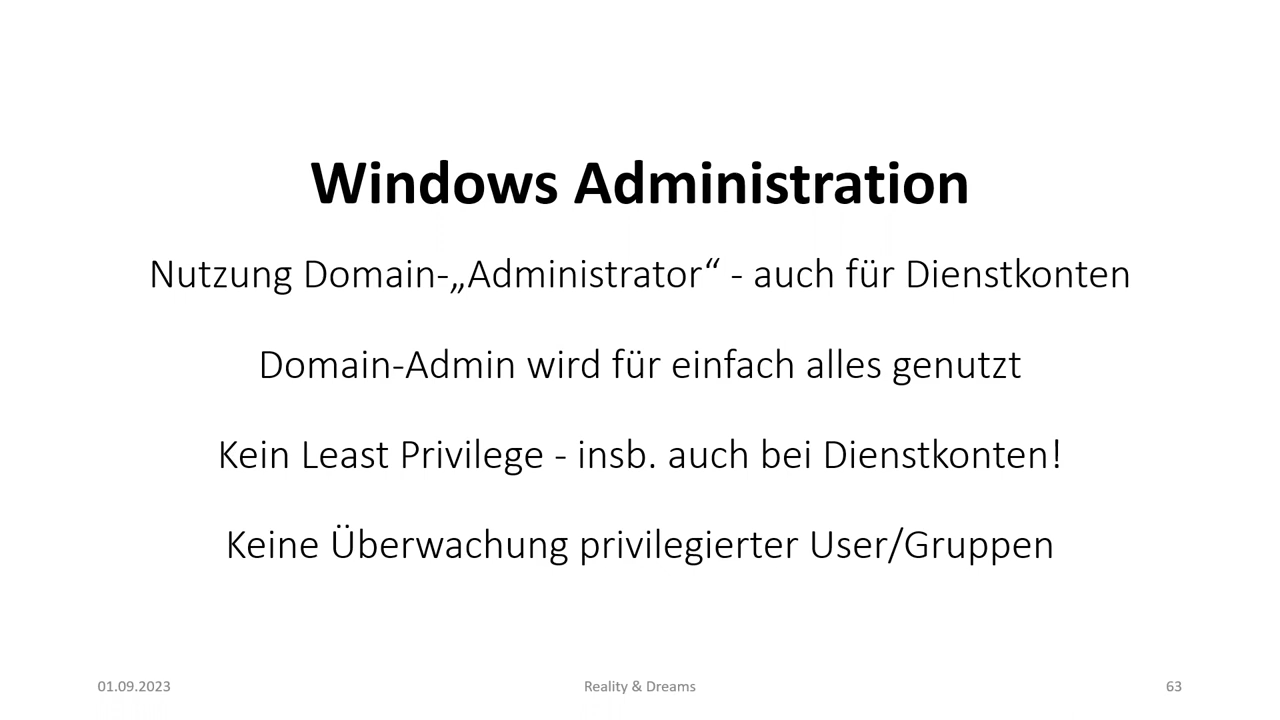 Windows Administration
Nutzung Domain-„Administrator“ - auch für Dienstkonten
Domain-Admin wird für einfach alles genutzt
Kein Least Privilege - insb. auch bei Dienstkonten!
Keine Überwachung privilegierter User/Gruppen
01.09.2023
Reality & Dreams
63